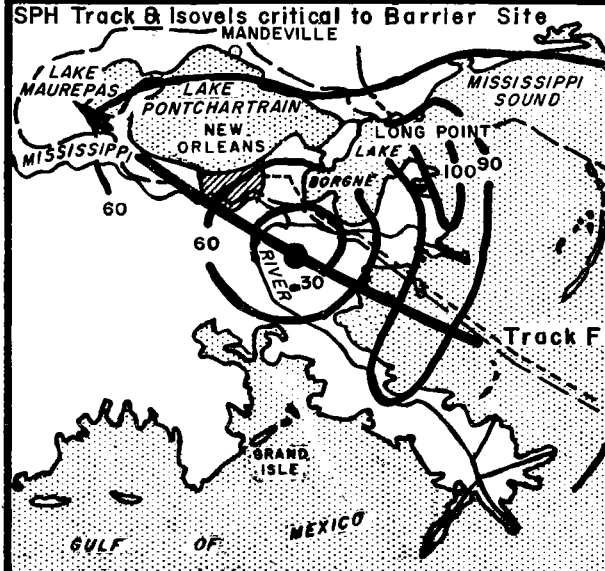 SPH Track & Isovels critical to Barrier Site
MANDEVILLE
LAKE
MAUREPAS
LAKE
PONTCHARTRAIN
MISSISSIPPI
SOUND
NEW
ORLEANS
LONG POINT
LAKE
MISSISSIPPI
BORGNE
100
90
60
60
RIVER
30
Track F
GRAND
ISLE
GULF OF MEXICO